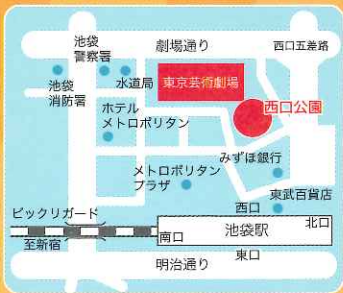 池袋
警察署
劇場通り
西口五差路
池袋
消防署
水道局
東京芸術劇場
西口公園
ホテル
メトロポリタン
みずほ銀行
メトロポリタン
プラザ
東武百貨店
ビックリガード
西口
北口
池袋駅
至新宿
南口
東口
明治通り